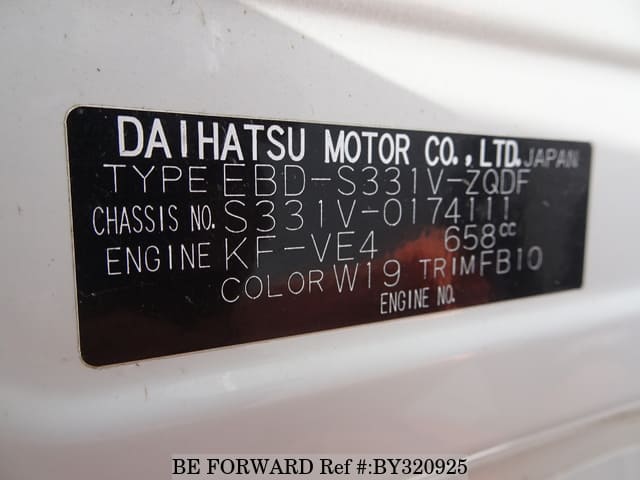 DAIHATSU MOTOR CO., LTD. JAPAN
TYPE EBD-S331V-ZQDF
CHASSIS NO. S331V-0174111
ENGINE KF-VE4 658cc
COLOR W19 TRIM FB10
ENGINE NO.
BE FORWARD Ref #:BY320925